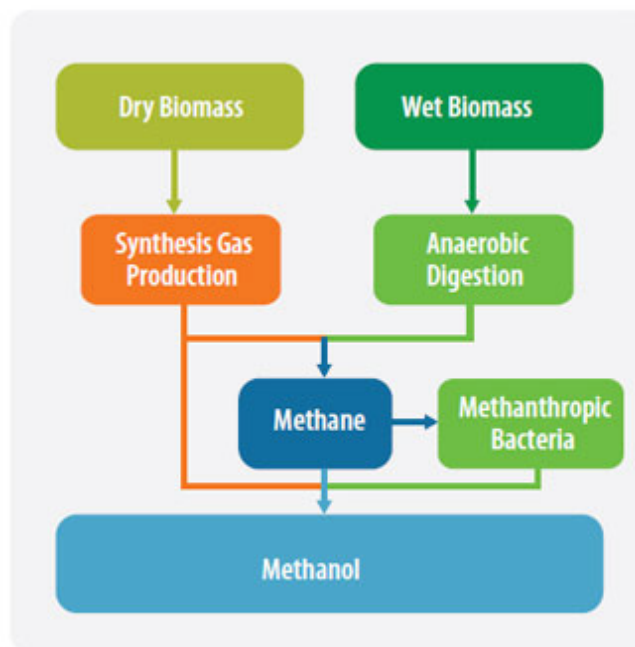 Dry Biomass
Wet Biomass
Synthesis Gas
Production
Anaerobic
Digestion
Methane
Methanthropic
Bacteria
Methanol